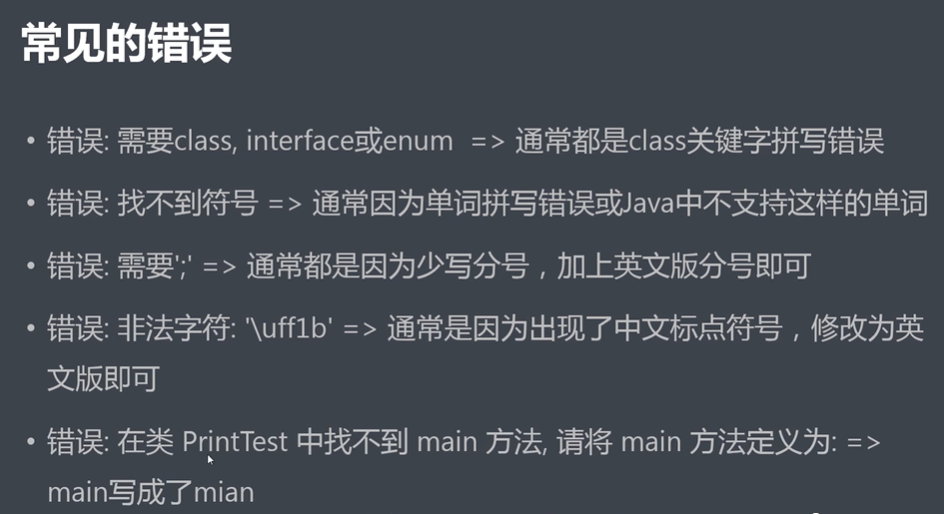 常见的错误
• 错误: 需要class, interface或enum => 通常都是class关键字拼写错误
• 错误: 找不到符号 => 通常因为单词拼写错误或Java中不支持这样的单词
• 错误: 需要';' => 通常都是因为少写分号，加上英文版分号即可
• 错误: 非法字符: '\uff1b' => 通常是因为出现了中文标点符号，修改为英
文版即可
• 错误: 在类 PrintTest 中找不到 main 方法, 请将 main 方法定义为: =>
main写成了mian